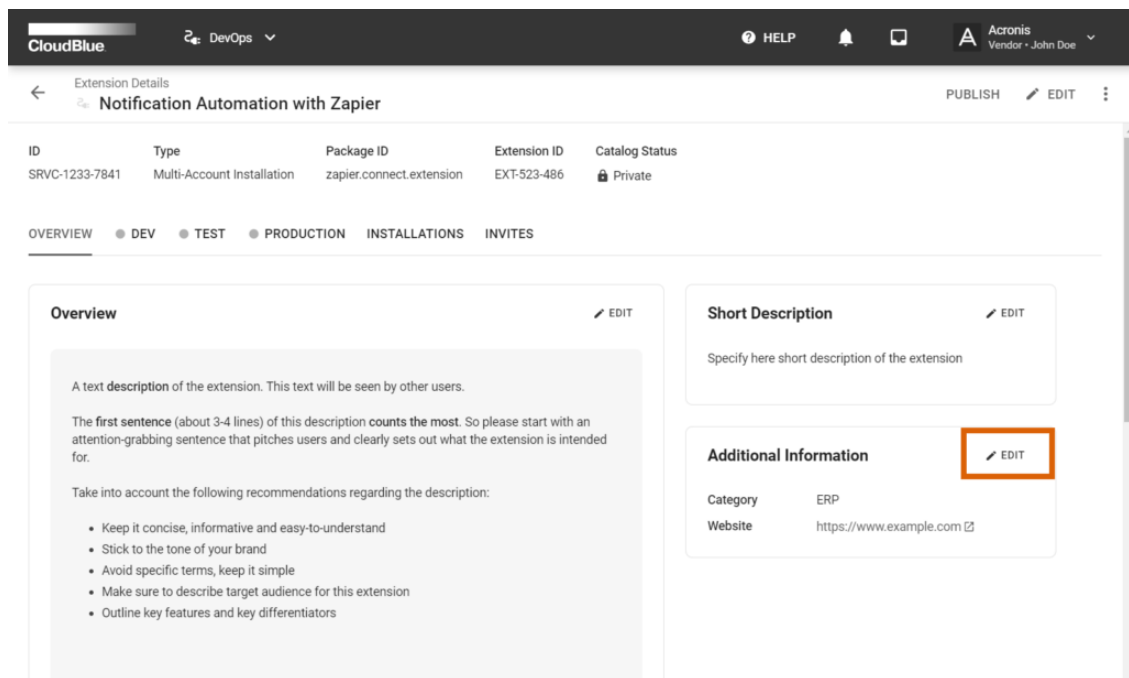 CloudBlue
DevOps
HELP
Acronis
Vendor • John Doe
Extension Details
Notification Automation with Zapier
PUBLISH
EDIT
ID Type Package ID Extension ID Catalog Status
SRVC-1233-7841 Multi-Account Installation zapier.connect.extension EXT-523-486 Private
OVERVIEW DEV TEST PRODUCTION INSTALLATIONS INVITES
Overview
EDIT
A text description of the extension. This text will be seen by other users.
The first sentence (about 3-4 lines) of this description counts the most. So please start with an
attention-grabbing sentence that pitches users and clearly sets out what the extension is intended
for.
Take into account the following recommendations regarding the description:
• Keep it concise, informative and easy-to-understand
• Stick to the tone of your brand
• Avoid specific terms, keep it simple
• Make sure to describe target audience for this extension
• Outline key features and key differentiators
Short Description
EDIT
Specify here short description of the extension
Additional Information
EDIT
Category ERP
Website https://www.example.com